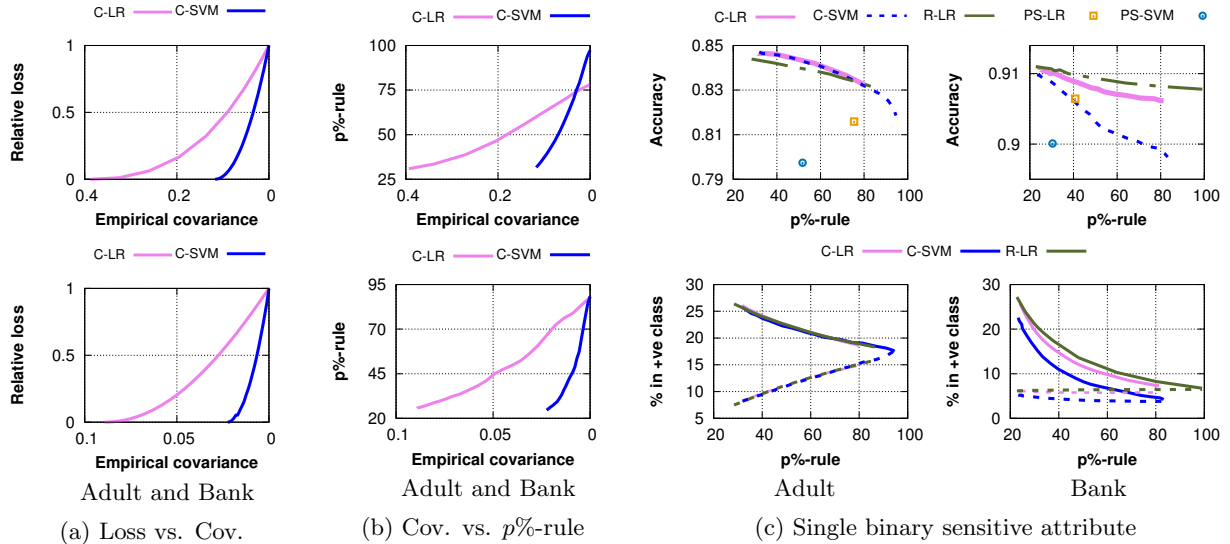 C-LR C-SVM
Relative loss
1
0.5
0
0.4 0.2 0
Empirical covariance
C-LR C-SVM
p%-rule
100
75
50
25
0.4 0.2 0
Empirical covariance
C-LR C-SVM R-LR PS-LR PS-SVM
Accuracy
0.85
0.83
0.81
0.79
20 40 60 80 100
p%-rule
Accuracy
0.91
0.9
20 40 60 80 100
p%-rule
C-LR C-SVM
Relative loss
1
0.5
0
0.1 0.05 0
Empirical covariance
Adult and Bank
(a) Loss vs. Cov.
C-LR C-SVM
p%-rule
95
70
45
20
0.1 0.05 0
Empirical covariance
Adult and Bank
(b) Cov. vs. p%-rule
C-LR C-SVM R-LR
% in +ve class
30
25
20
15
10
5
20 40 60 80 100
p%-rule
Adult
% in +ve class
30
20
10
0
20 40 60 80 100
p%-rule
Bank
(c) Single binary sensitive attribute